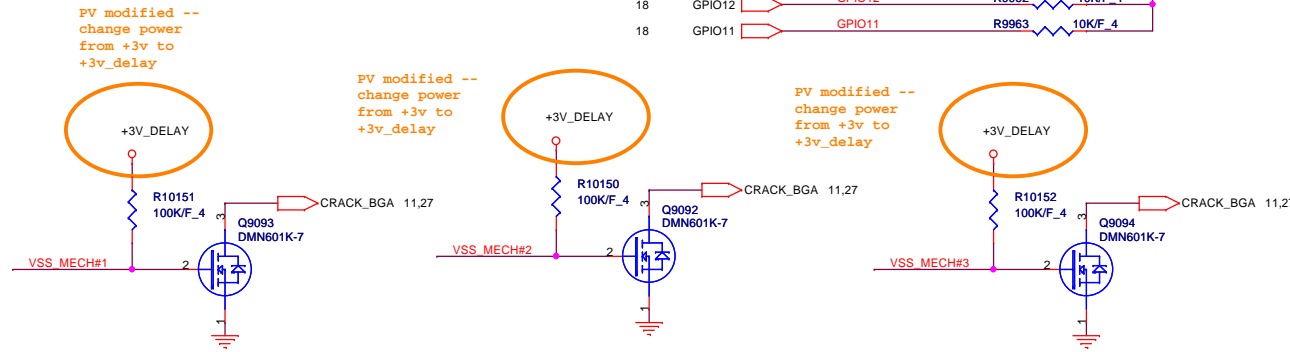 18 GPIO12 GPIO12
18 GPIO11 GPIO11 R9963 10K/F_4
PV modified --
change power
from +3v to
+3v_delay
+3V_DELAY
R10151
100K/F_4
3
CRACK_BGA 11,27
Q9093
DMN601K-7
VSS_MECH#1
2
1
PV modified --
change power
from +3v to
+3v_delay
+3V_DELAY
R10150
100K/F_4
3
CRACK_BGA 11,27
Q9092
DMN601K-7
VSS_MECH#2
2
1
PV modified --
change power
from +3v to
+3v_delay
+3V_DELAY
R10152
100K/F_4
3
CRACK_BGA
Q9094
DMN601K-7
VSS_MECH#3
2
1